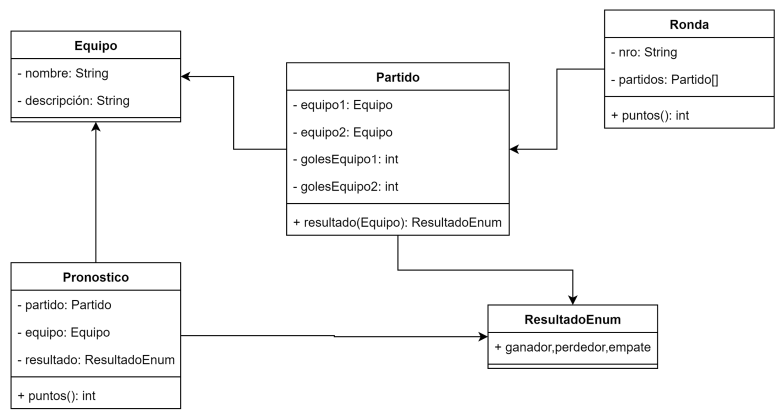 Equipo
- nombre: String
- descripción: String
Partido
- equipo1: Equipo
- equipo2: Equipo
- golesEquipo1: int
- golesEquipo2: int
+ resultado(Equipo): ResultadoEnum
Ronda
- nro: String
- partidos: Partido[]
+ puntos(): int
Pronostico
- partido: Partido
- equipo: Equipo
- resultado: ResultadoEnum
+ puntos(): int
ResultadoEnum
+ ganador,perdedor,empate